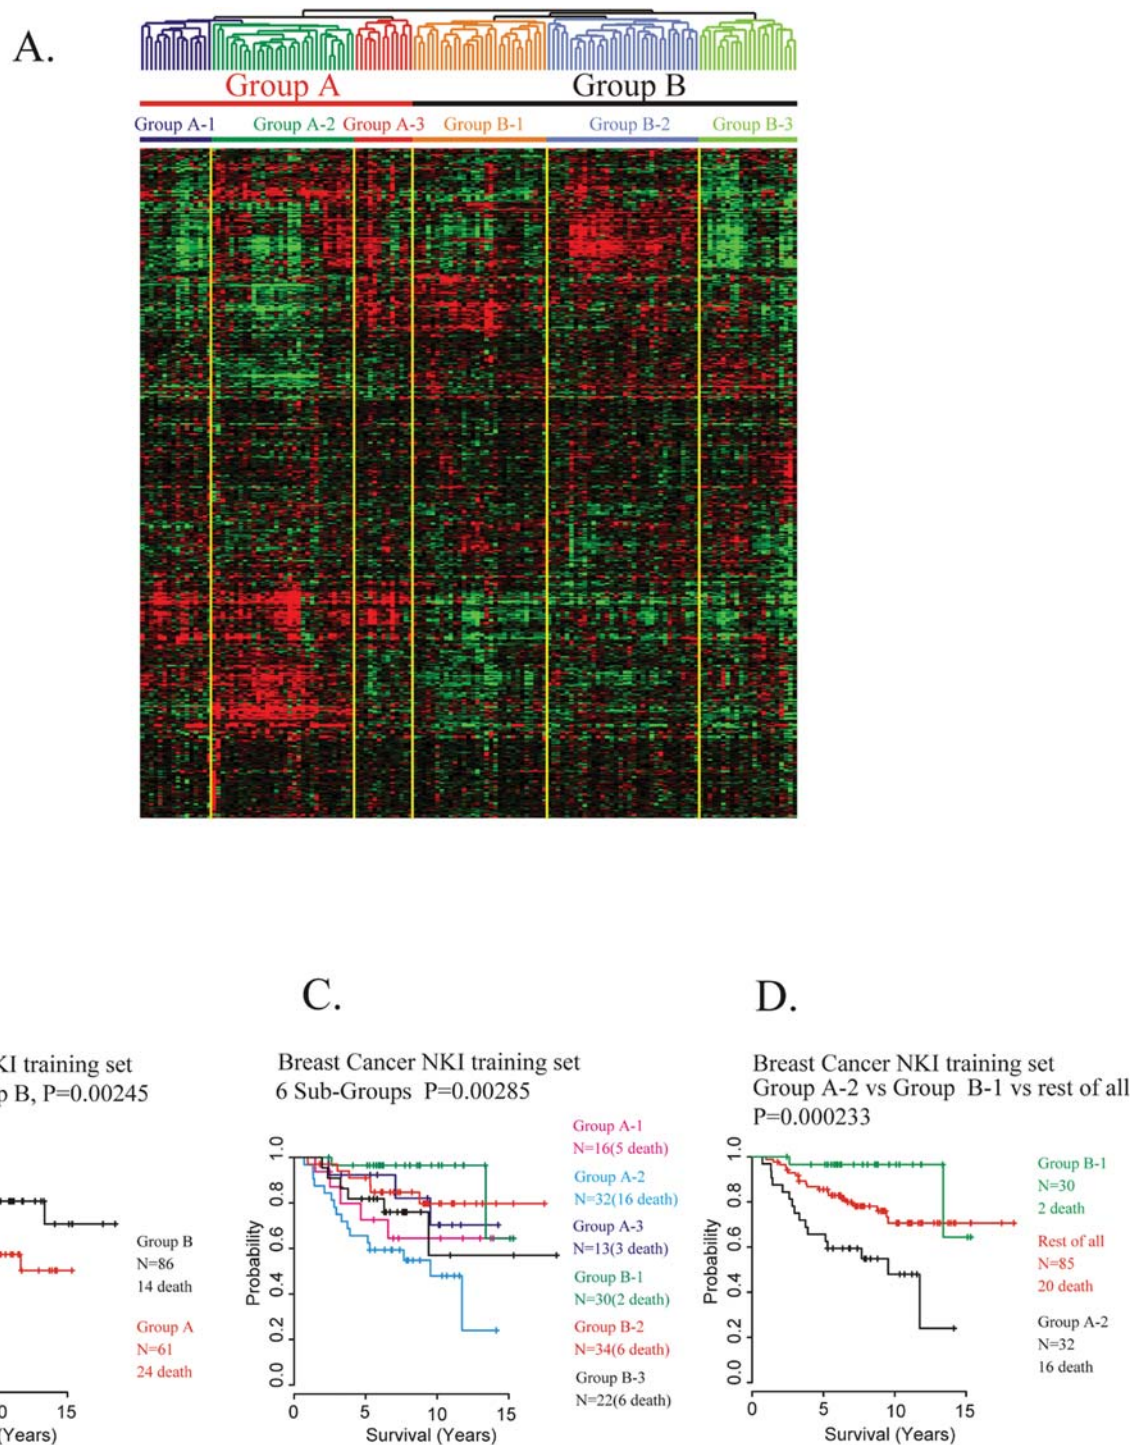 A.
Group A
Group B
Group A-1
Group A-2
Group A-3
Group B-1
Group B-2
Group B-3
KI training set
p B, P=0.00245
Group B
N=86
14 death
Group A
N=61
24 death
0
15
(Years)
C.
Breast Cancer NKI training set
6 Sub-Groups P=0.00285
Group A-1
N=16(5 death)
Group A-2
N=32(16 death)
Group A-3
N=13(3 death)
Group B-1
N=30(2 death)
Group B-2
N=34(6 death)
Group B-3
N=22(6 death)
Probability
1.0
0.8
0.6
0.4
0.2
0.0
0
5
10
15
Survival (Years)
D.
Breast Cancer NKI training set
Group A-2 vs Group B-1 vs rest of all
P=0.000233
Group B-1
N=30
2 death
Rest of all
N=85
20 death
Group A-2
N=32
16 death
Probability
1.0
0.8
0.6
0.4
0.2
0.0
0
5
10
15
Survival (Years)